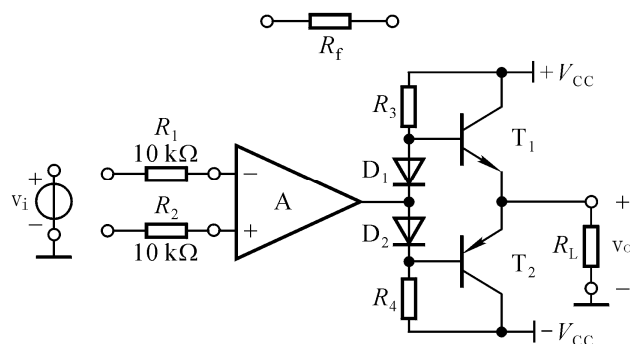 R_f
+V_CC
R_3
T_1
R_1
10 kΩ
D_1
+
v_i
−
−
A
+
R_2
10 kΩ
D_2
+
R_L
v_o
−
T_2
R_4
−V_CC